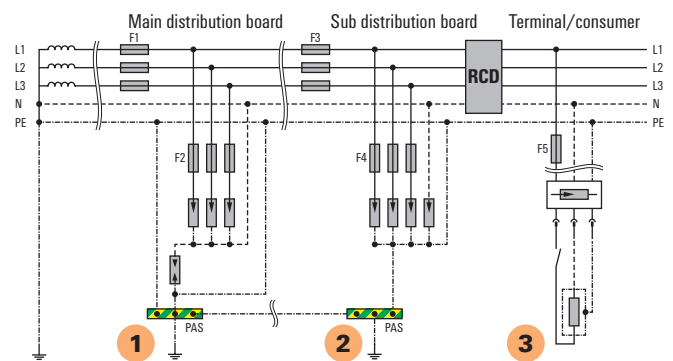 Main distribution board Sub distribution board Terminal/consumer
F1 F3
L1 L1
L2 L2
L3 RCD L3
N N
PE PE
F2 F4 F5
PAS PAS
1 2 3